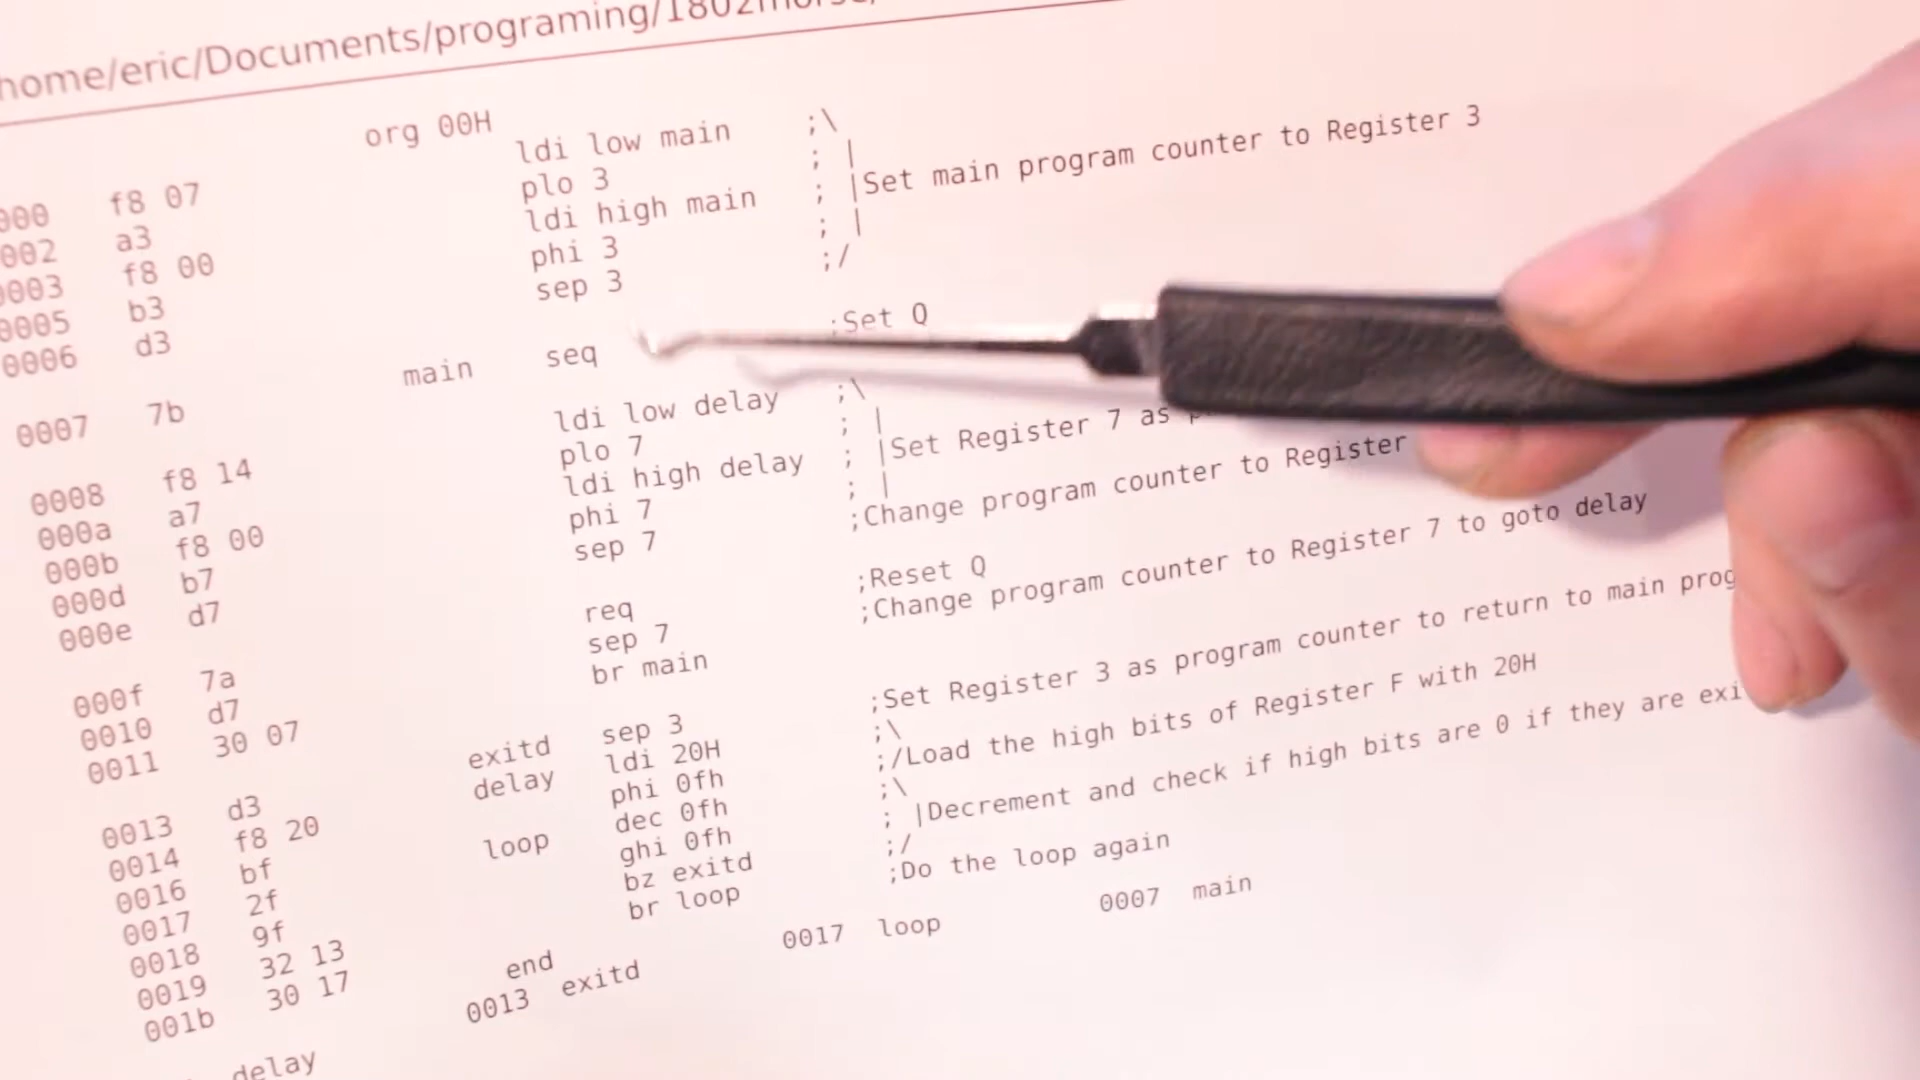 home/eric/Documents/programing/1802morse/
org 00H
000 f8 07 ldi low main ;\
002 a3 plo 3 ; |
0003 f8 00 ldi high main ; |Set main program counter to Register 3
0005 b3 phi 3 ; |
0006 d3 sep 3 ;/
0007 7b main seq ;Set Q
0008 f8 14 ldi low delay ;\
000a a7 plo 7 ; |
000b f8 00 ldi high delay ; |Set Register 7 as
000d b7 phi 7 ; |
000e d7 sep 7 ;Change program counter to Register
000f 7a req ;Reset Q
0010 d7 sep 7 ;Change program counter to Register 7 to goto delay
0011 30 07 br main
0013 d3 exitd sep 3 ;Set Register 3 as program counter to return to main prog
0014 f8 20 delay ldi 20H ;\
0016 bf phi 0fh ;/Load the high bits of Register F with 20H
0017 2f loop dec 0fh ;\
0018 9f ghi 0fh ; |Decrement and check if high bits are 0 if they are exi
0019 32 13 bz exitd ;/
001b 30 17 br loop ;Do the loop again
end
delay 0013 exitd 0017 loop 0007 main